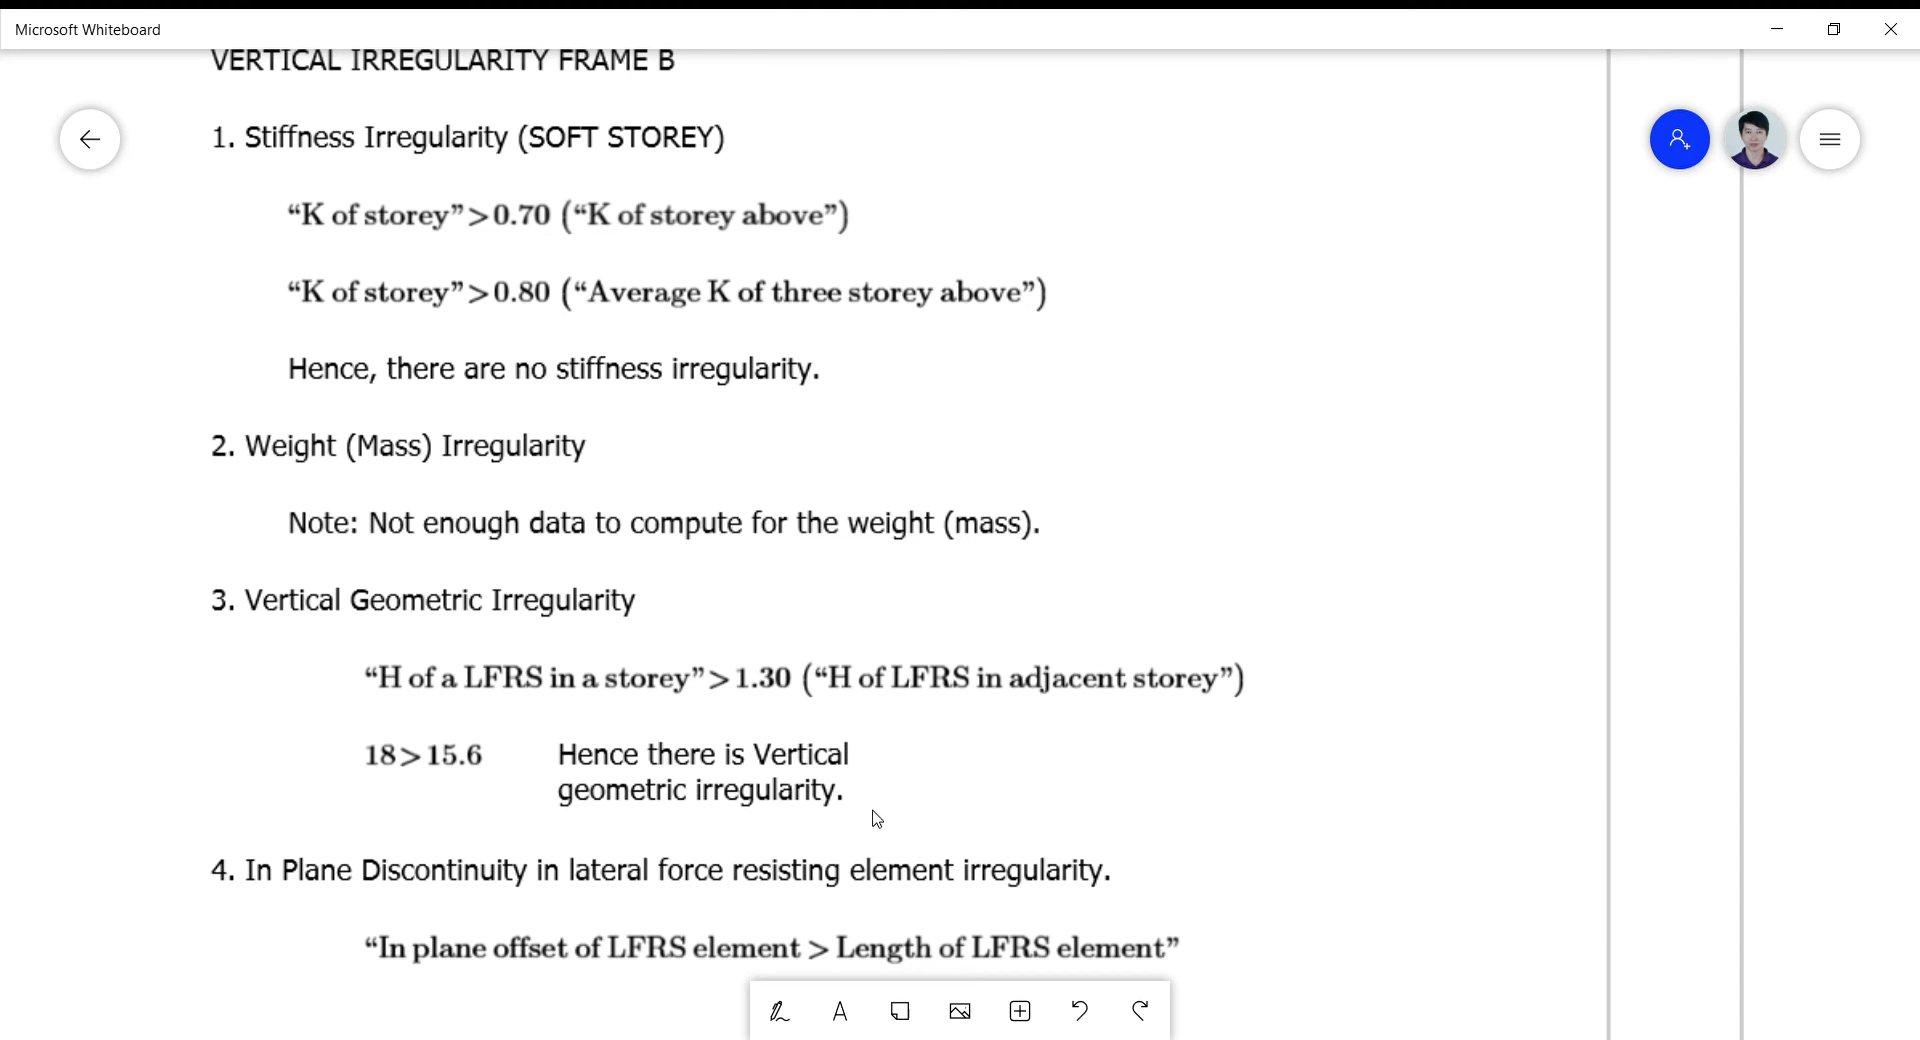 Microsoft Whiteboard
VERTICAL IRREGULARITY FRAME B
1. Stiffness Irregularity (SOFT STOREY)
“K of storey”>0.70 (“K of storey above”)
“K of storey”>0.80 (“Average K of three storey above”)
Hence, there are no stiffness irregularity.
2. Weight (Mass) Irregularity
Note: Not enough data to compute for the weight (mass).
3. Vertical Geometric Irregularity
“H of a LFRS in a storey”>1.30 (“H of LFRS in adjacent storey”)
18>15.6 Hence there is Vertical
geometric irregularity.
4. In Plane Discontinuity in lateral force resisting element irregularity.
“In plane offset of LFRS element > Length of LFRS element”